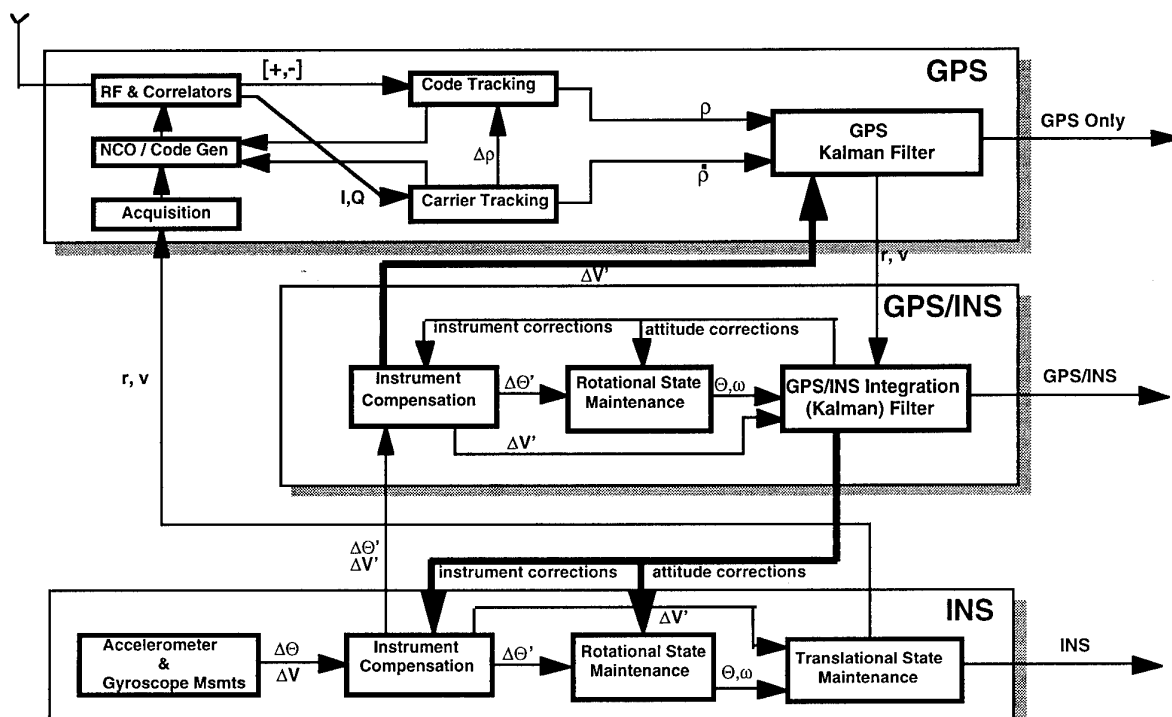 GPS
[+,-]
RF & Correlators
Code Tracking
NCO / Code Gen
Δρ
ρ
GPS
Kalman Filter
GPS Only
ρ̇
Acquisition
I,Q
Carrier Tracking
ΔV'
r, v
GPS/INS
instrument corrections
attitude corrections
r, v
Instrument
Compensation
ΔΘ'
Rotational State
Maintenance
Θ,ω
GPS/INS Integration
(Kalman) Filter
GPS/INS
ΔV'
ΔΘ'
ΔV'
instrument corrections
attitude corrections
INS
ΔV'
Accelerometer
&
Gyroscope Msmts
ΔΘ
ΔV
Instrument
Compensation
ΔΘ'
Rotational State
Maintenance
Θ,ω
Translational State
Maintenance
INS